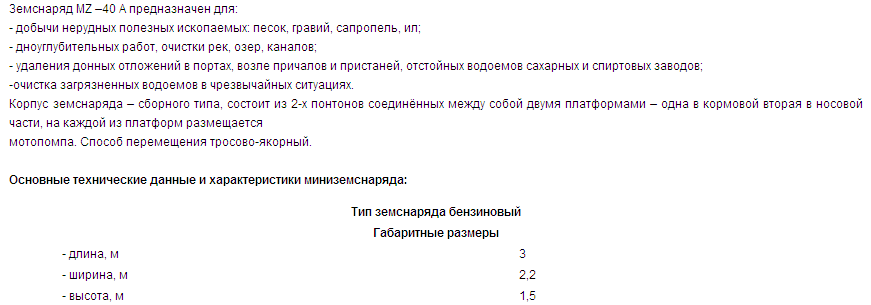 Земснаряд MZ –40 А предназначен для:
- добычи нерудных полезных ископаемых: песок, гравий, сапропель, ил;
- дноуглубительных работ, очистки рек, озер, каналов;
- удаления донных отложений в портах, возле причалов и пристаней, отстойных водоемов сахарных и спиртовых заводов;
-очистка загрязненных водоемов в чрезвычайных ситуациях.
Корпус земснаряда – сборного типа, состоит из 2-х понтонов соединённых между собой двумя платформами – одна в кормовой вторая в носовой
части, на каждой из платформ размещается
мотопомпа. Способ перемещения тросово-якорный.
Основные технические данные и характеристики миниземснаряда:
Тип земснаряда бензиновый
Габаритные размеры
- длина, м 3
- ширина, м 2,2
- высота, м 1,5